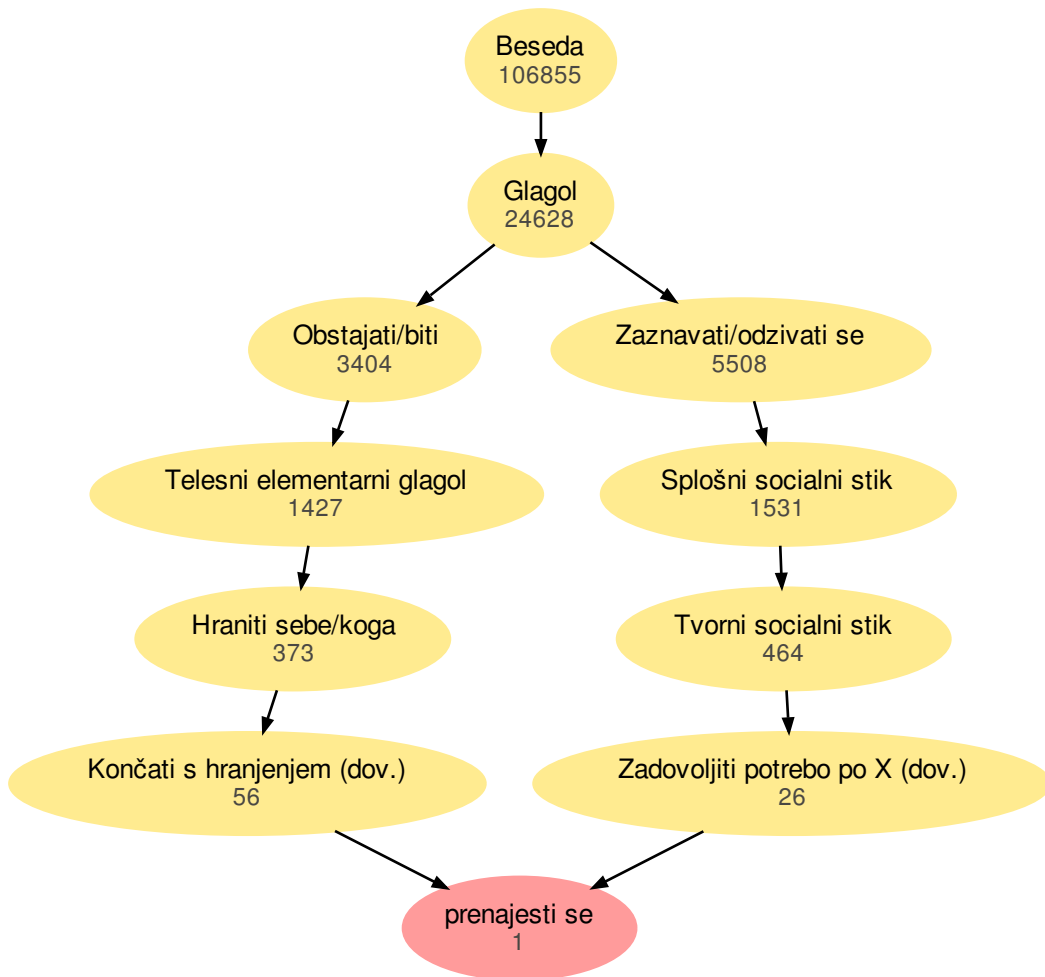 Beseda
106855
Glagol
24628
Obstajati/biti
3404
Zaznavati/odzivati se
5508
Telesni elementarni glagol
1427
Splošni socialni stik
1531
Hraniti sebe/koga
373
Tvorni socialni stik
464
Končati s hranjenjem (dov.)
56
Zadovoljiti potrebo po X (dov.)
26
prenajesti se
1